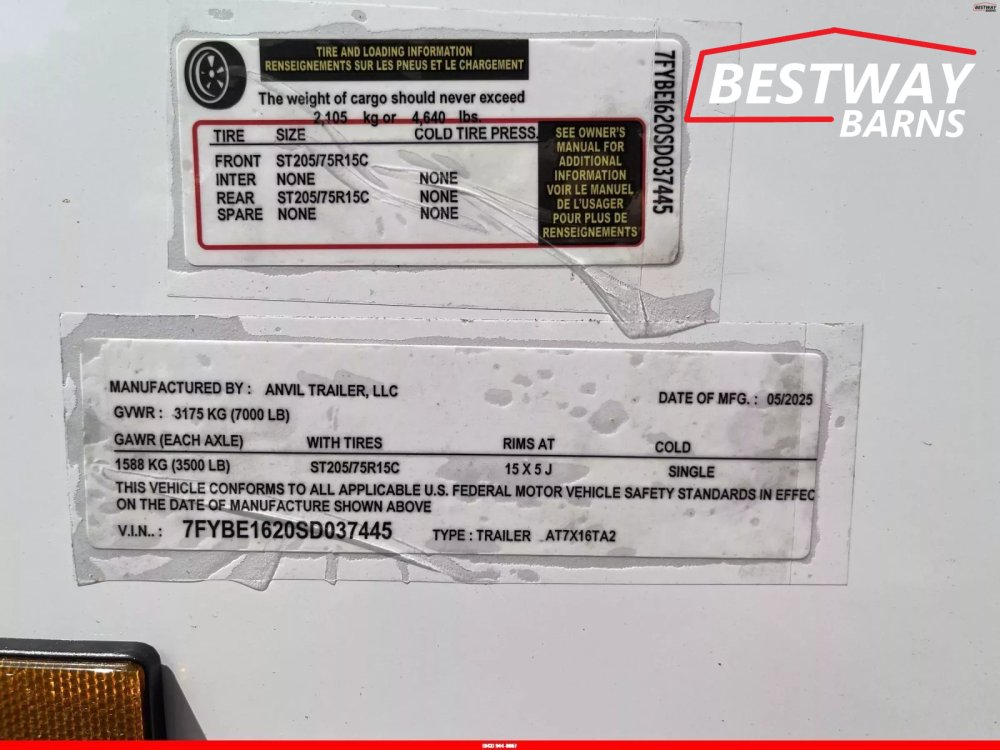 TIRE AND LOADING INFORMATION
RENSEIGNEMENTS SUR LES PNEUS ET LE CHARGEMENT
The weight of cargo should never exceed
2,105 kg or 4,640 lbs.
TIRE SIZE COLD TIRE PRESS.
FRONT ST205/75R15C
INTER NONE NONE
REAR ST205/75R15C NONE
SPARE NONE NONE
SEE OWNER'S
MANUAL FOR
ADDITIONAL
INFORMATION
VOIR LE MANUEL
DE L'USAGER
POUR PLUS DE
RENSEIGNEMENTS
7FYBE1620SD037445
BESTWAY
BARNS
BESTWAY
BARNS
MANUFACTURED BY : ANVIL TRAILER, LLC
DATE OF MFG. : 05/2025
GVWR : 3175 KG (7000 LB)
GAWR (EACH AXLE) WITH TIRES RIMS AT COLD
1588 KG (3500 LB) ST205/75R15C 15 X 5 J SINGLE
THIS VEHICLE CONFORMS TO ALL APPLICABLE U.S. FEDERAL MOTOR VEHICLE SAFETY STANDARDS IN EFFEC
ON THE DATE OF MANUFACTURE SHOWN ABOVE
V.I.N.. : 7FYBE1620SD037445 TYPE : TRAILER AT7X16TA2